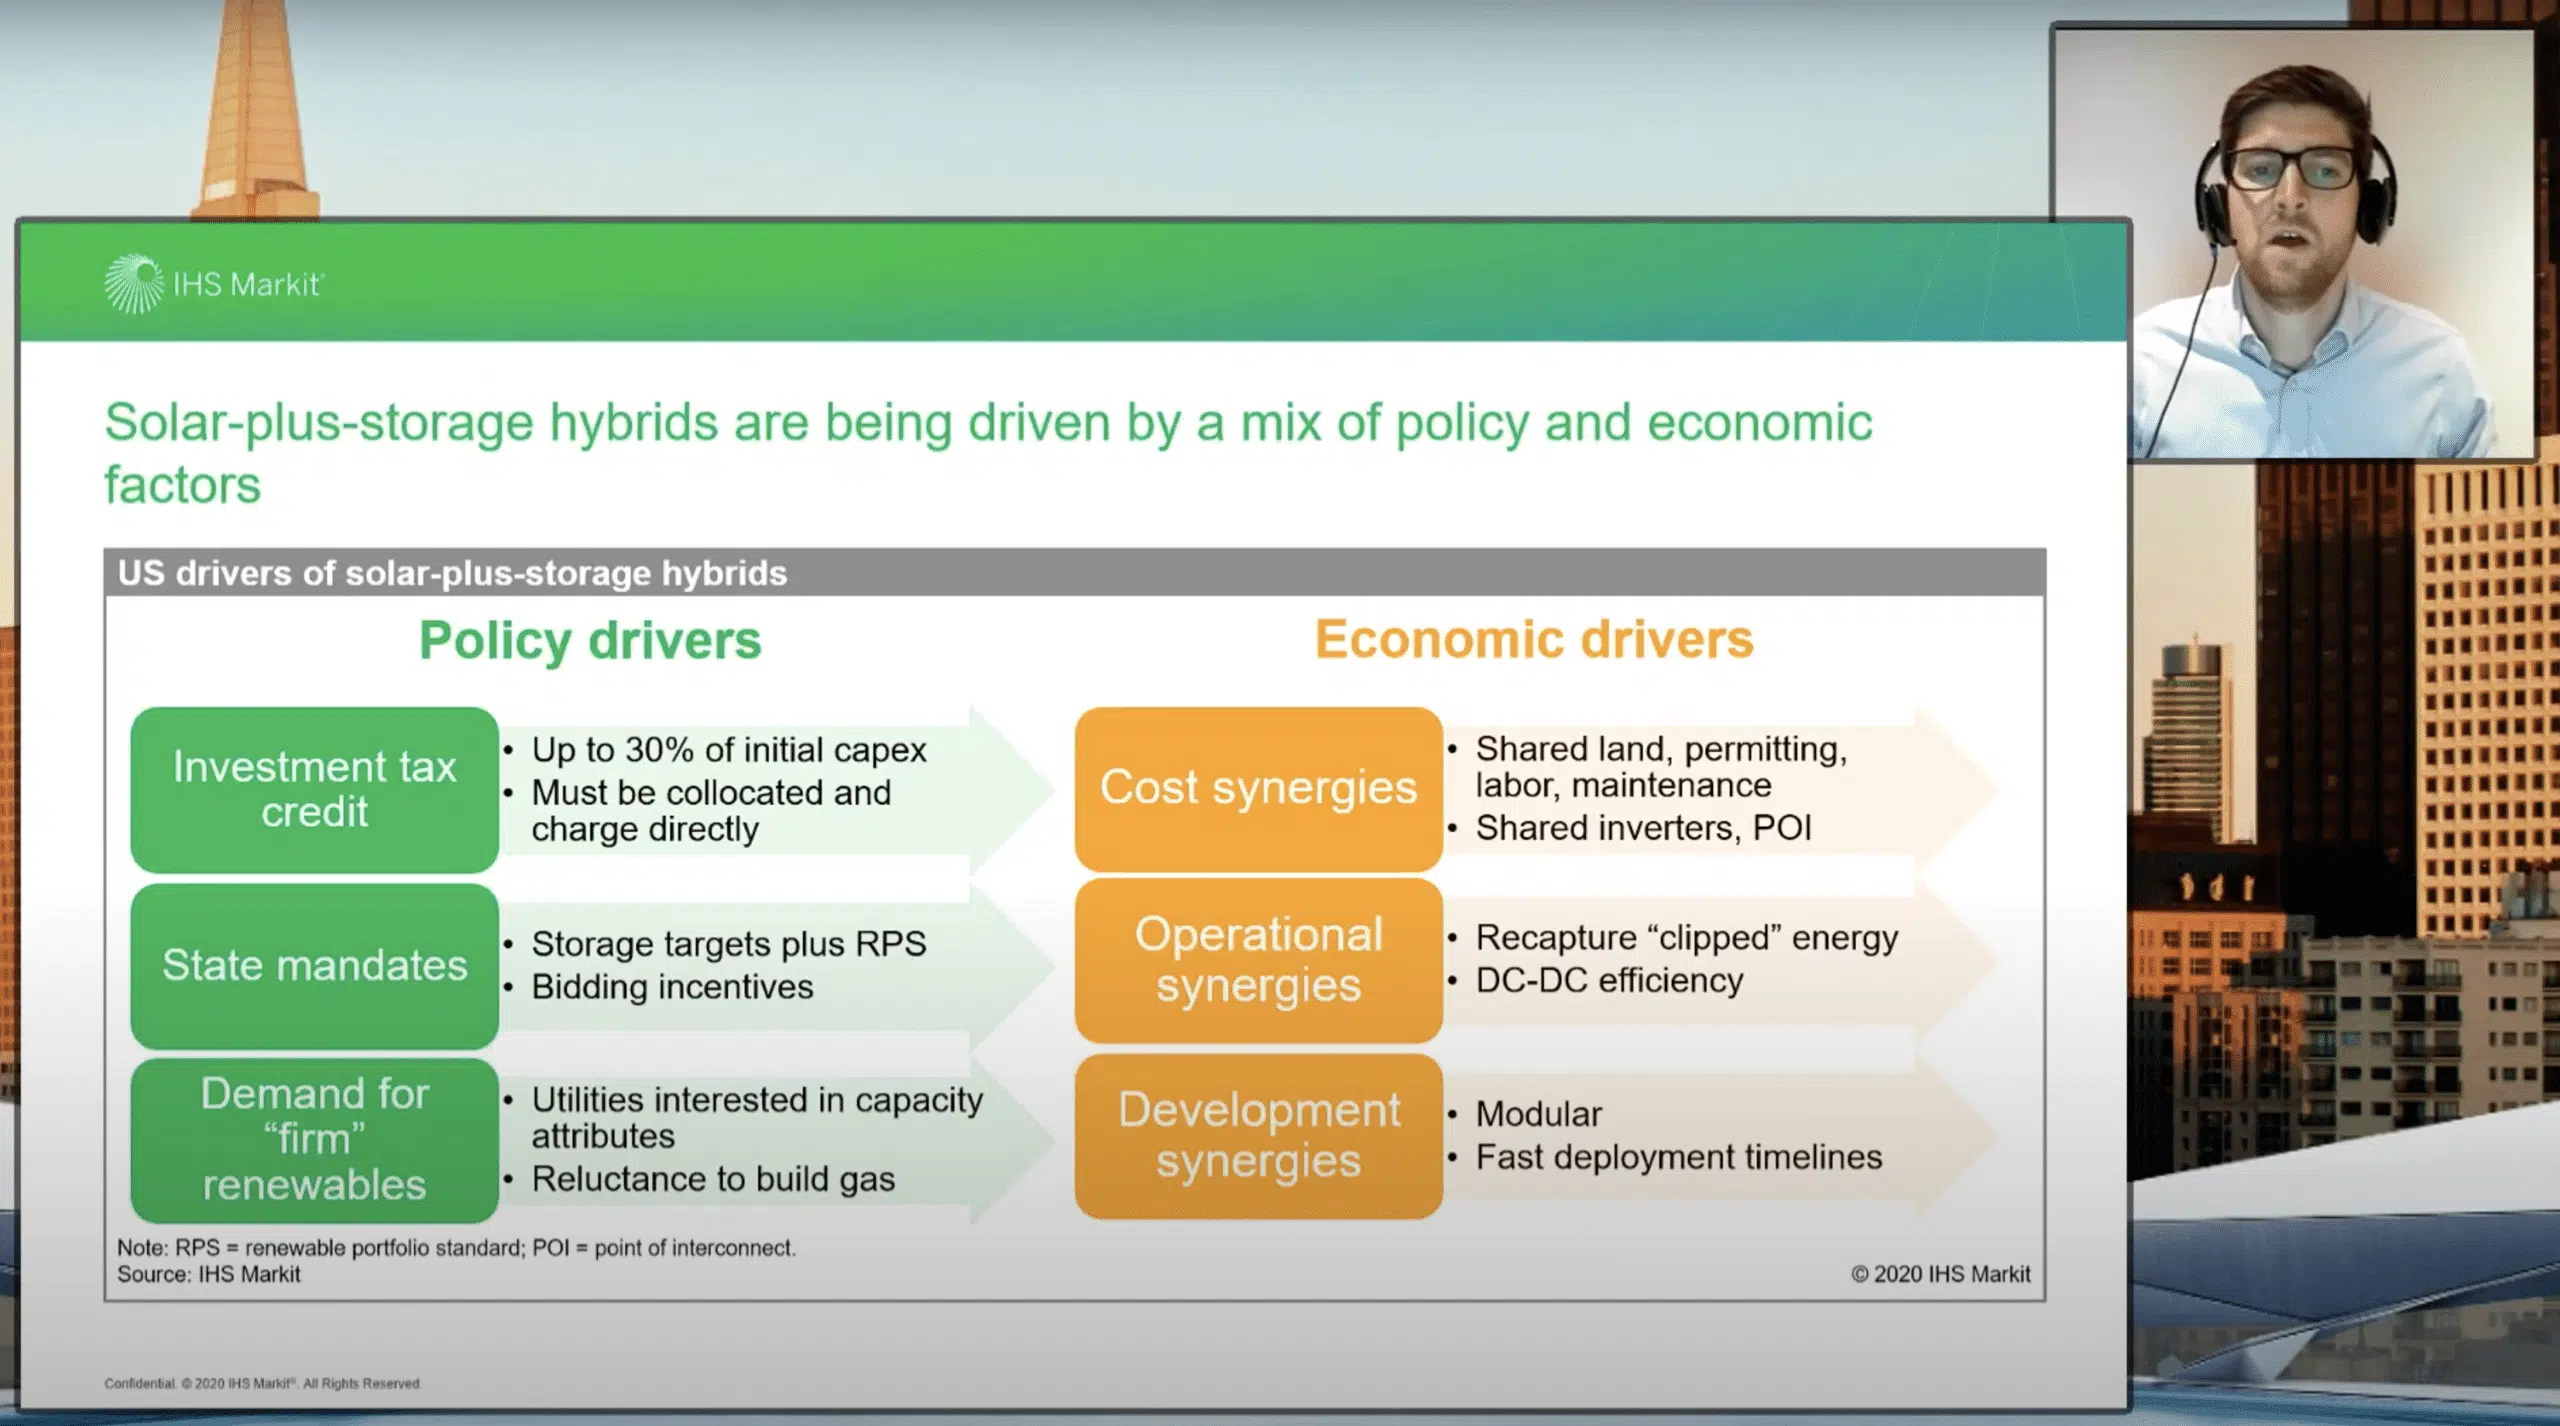 IHS Markit®
Solar-plus-storage hybrids are being driven by a mix of policy and economic
factors
US drivers of solar-plus-storage hybrids
Policy drivers
Investment tax
credit
• Up to 30% of initial capex
• Must be collocated and
charge directly
State mandates
• Storage targets plus RPS
• Bidding incentives
Demand for
“firm”
renewables
• Utilities interested in capacity
attributes
• Reluctance to build gas
Economic drivers
Cost synergies
• Shared land, permitting,
labor, maintenance
• Shared inverters, POI
Operational
synergies
• Recapture “clipped” energy
• DC-DC efficiency
Development
synergies
• Modular
• Fast deployment timelines
Note: RPS = renewable portfolio standard; POI = point of interconnect.
Source: IHS Markit
© 2020 IHS Markit
Confidential. © 2020 IHS Markit®. All Rights Reserved.